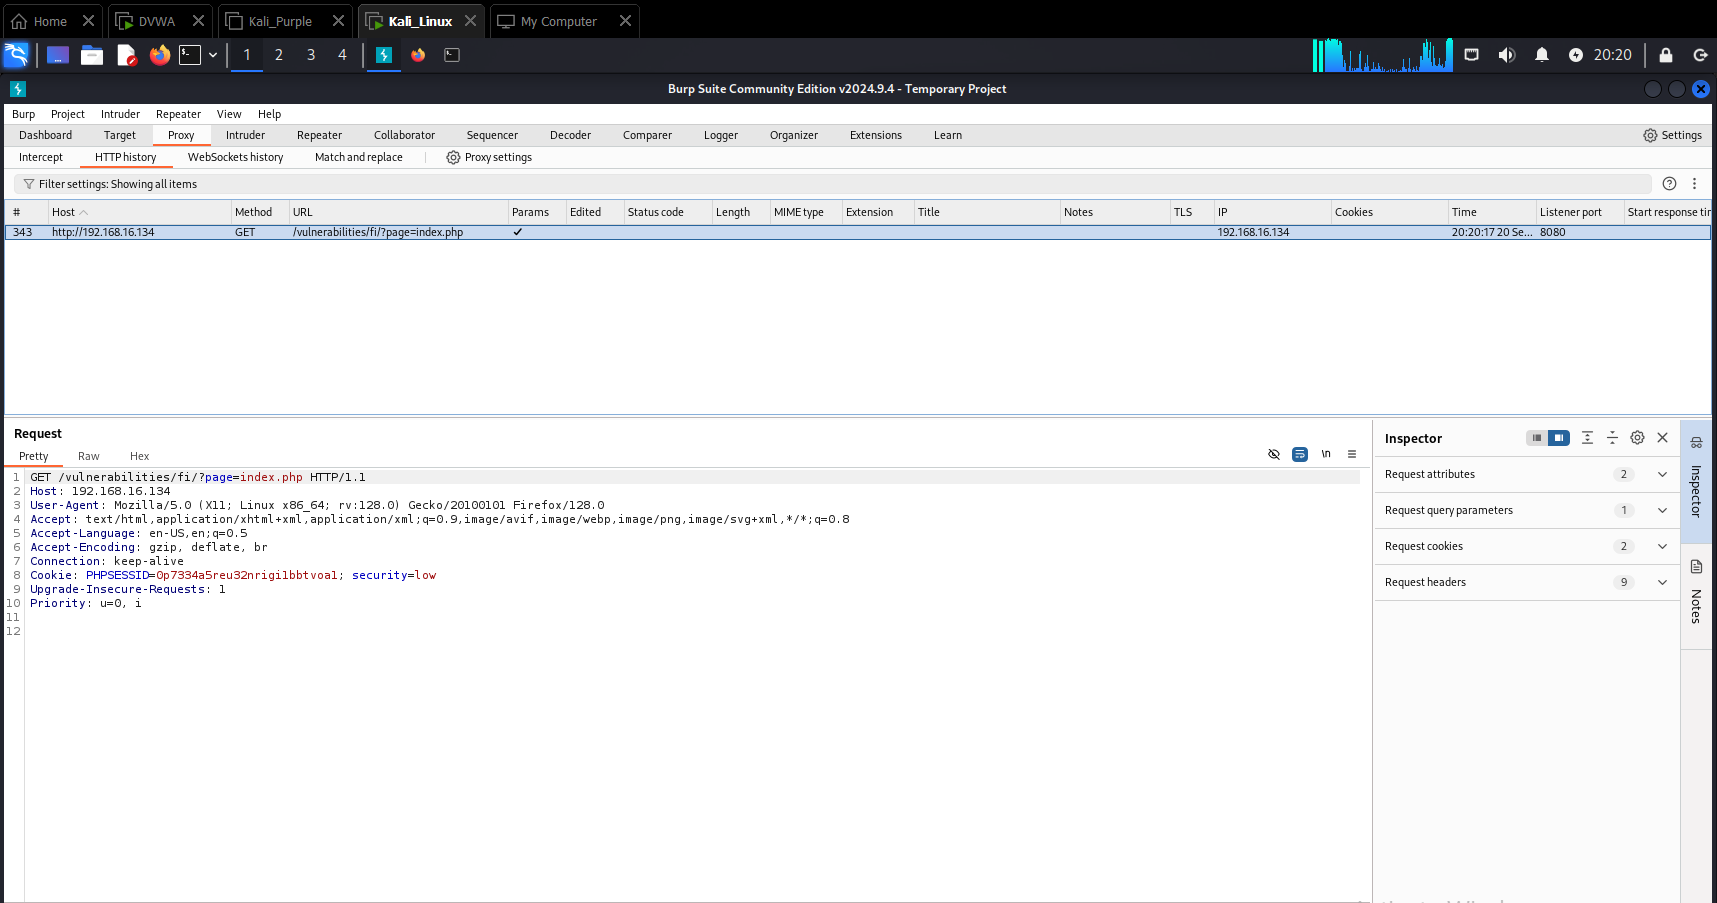 Home DVWA Kali_Purple Kali_Linux My Computer
1 2 3 4 20:20
Burp Suite Community Edition v2024.9.4 - Temporary Project
Burp Project Intruder Repeater View Help
Dashboard Target Proxy Intruder Repeater Collaborator Sequencer Decoder Comparer Logger Organizer Extensions Learn Settings
Intercept HTTP history WebSockets history Match and replace Proxy settings
Filter settings: Showing all items
# Host Method URL Params Edited Status code Length MIME type Extension Title Notes TLS IP Cookies Time Listener port Start response tir
343 http://192.168.16.134 GET /vulnerabilities/fi/?page=index.php ✓ 192.168.16.134 20:20:17 20 Se... 8080
Request
Pretty Raw Hex \n
1 GET /vulnerabilities/fi/?page=index.php HTTP/1.1
2 Host: 192.168.16.134
3 User-Agent: Mozilla/5.0 (X11; Linux x86_64; rv:128.0) Gecko/20100101 Firefox/128.0
4 Accept: text/html,application/xhtml+xml,application/xml;q=0.9,image/avif,image/webp,image/png,image/svg+xml,*/*;q=0.8
5 Accept-Language: en-US,en;q=0.5
6 Accept-Encoding: gzip, deflate, br
7 Connection: keep-alive
8 Cookie: PHPSESSID=0p7334a5reu32nrigi1bbtvoa1; security=low
9 Upgrade-Insecure-Requests: 1
10 Priority: u=0, i
11
12
Inspector
Request attributes 2
Request query parameters 1
Request cookies 2
Request headers 9
Inspector
Notes